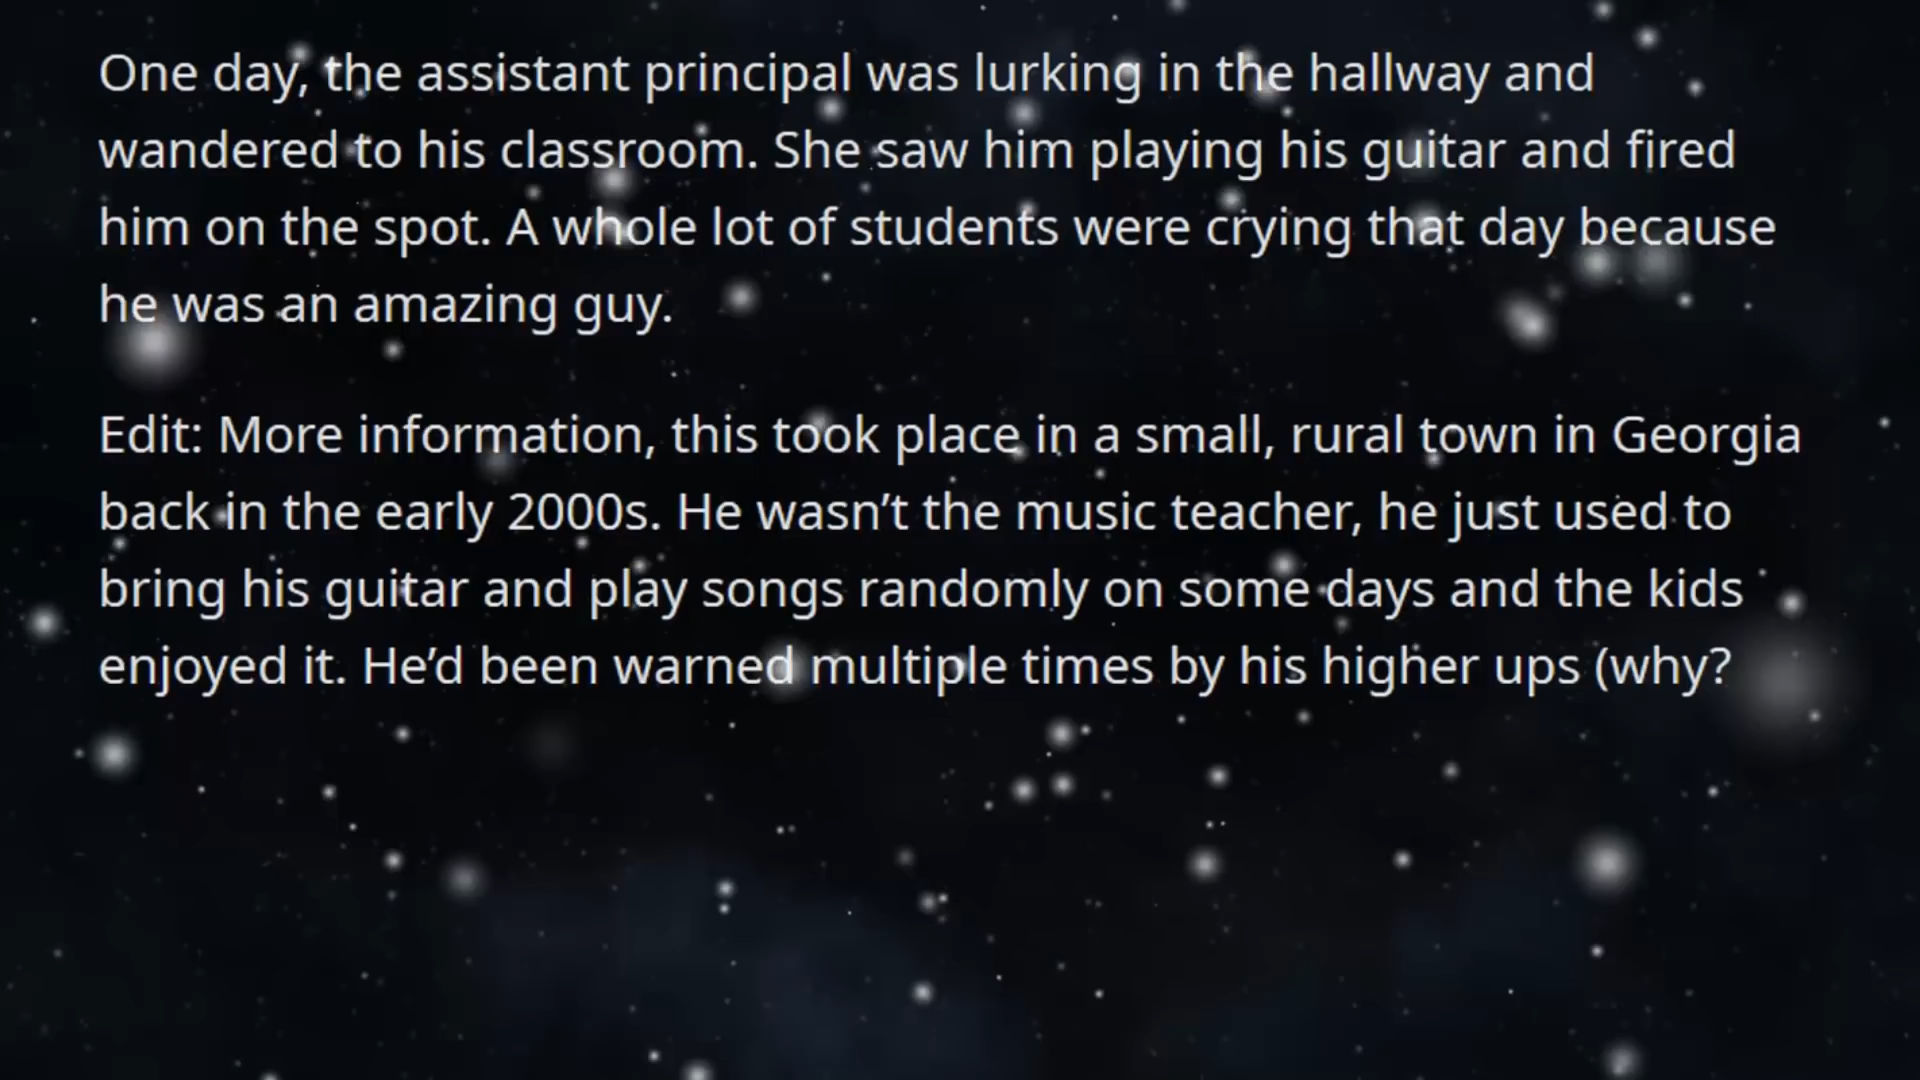 One day, the assistant principal was lurking in the hallway and
wandered to his classroom. She saw him playing his guitar and fired
him on the spot. A whole lot of students were crying that day because
he was an amazing guy.
Edit: More information, this took place in a small, rural town in Georgia
back in the early 2000s. He wasn’t the music teacher, he just used to
bring his guitar and play songs randomly on some days and the kids
enjoyed it. He’d been warned multiple times by his higher ups (why?